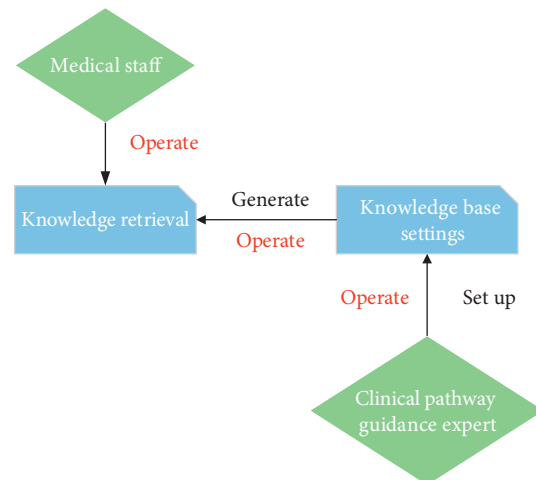 Medical staff
Operate
Knowledge retrieval
Generate
Operate
Knowledge base
settings
Operate
Set up
Clinical pathway
guidance expert